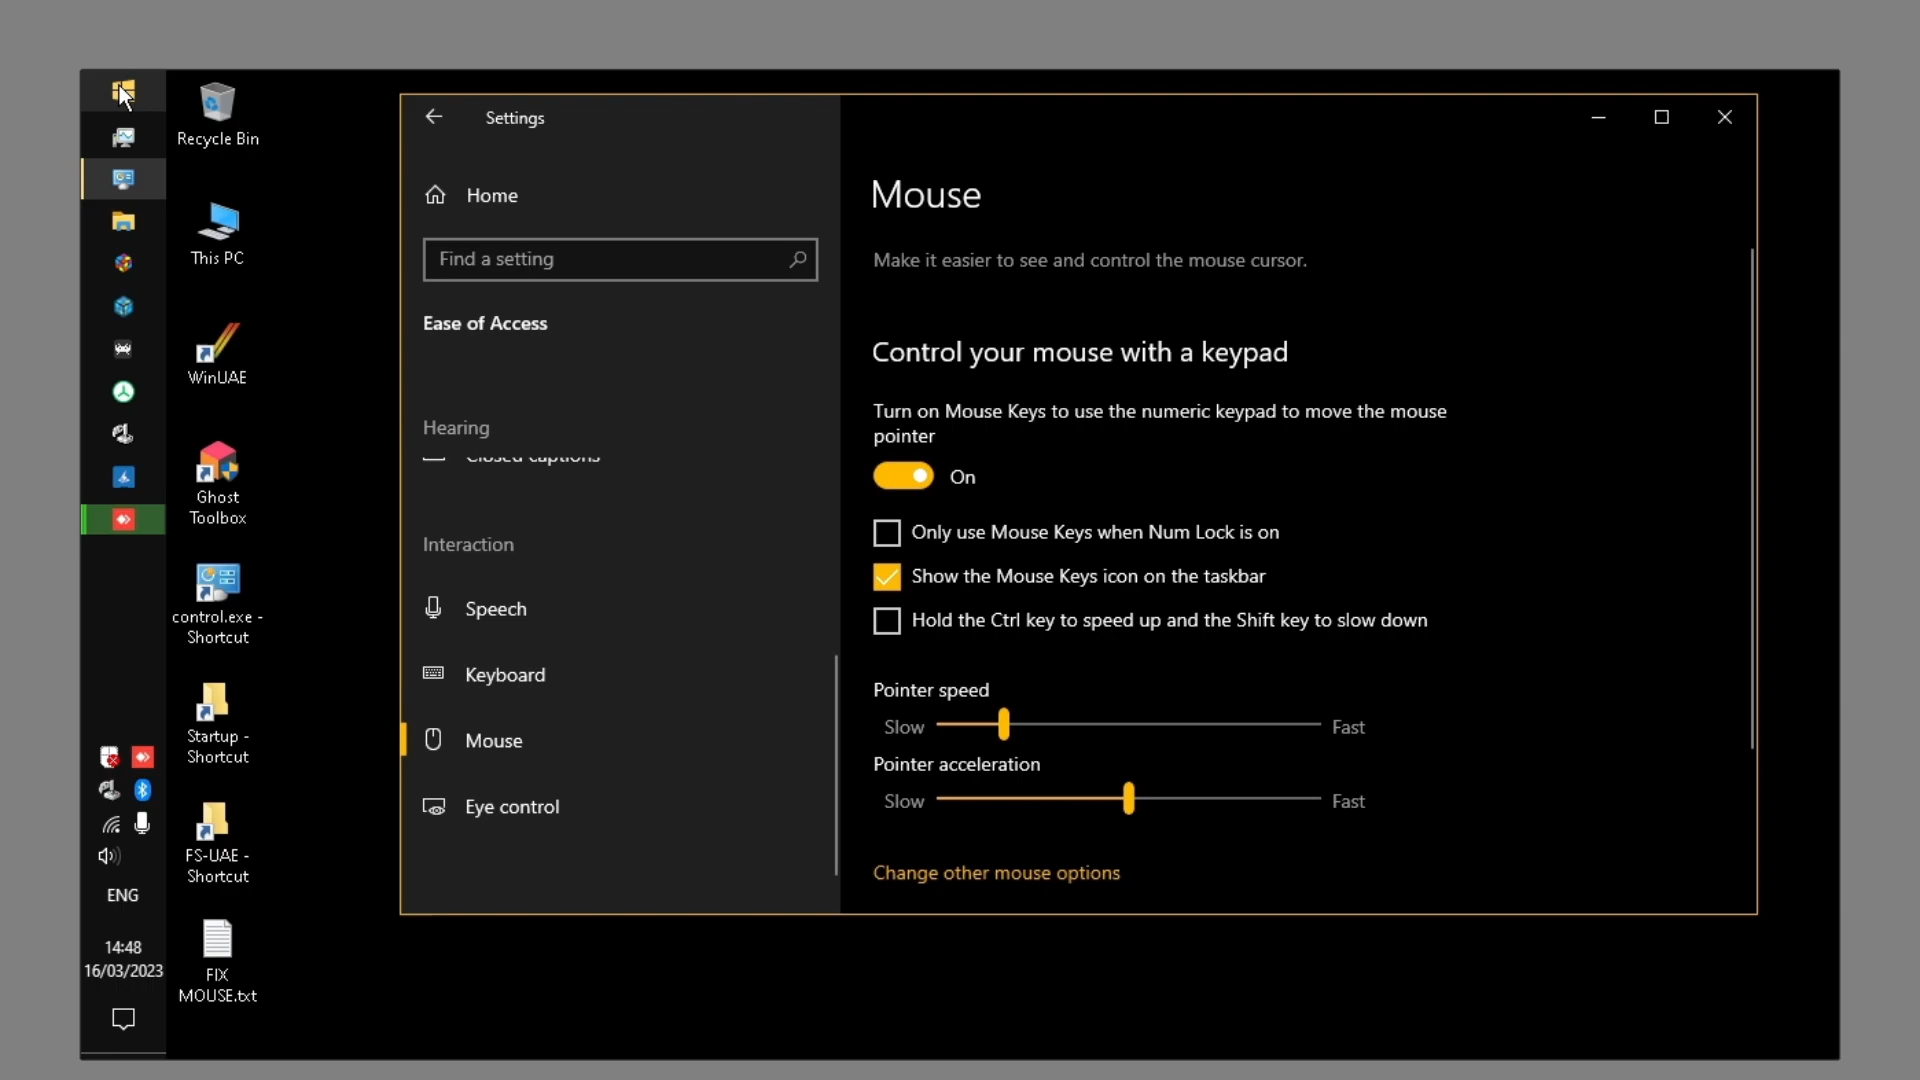 Recycle Bin
This PC
WinUAE
Ghost
Toolbox
control.exe -
Shortcut
Startup -
Shortcut
FS-UAE -
Shortcut
FIX
MOUSE.txt
ENG
14:48
16/03/2023
Settings
Home
Find a setting
Ease of Access
Hearing
Closed captions
Interaction
Speech
Keyboard
Mouse
Eye control
Mouse
Make it easier to see and control the mouse cursor.
Control your mouse with a keypad
Turn on Mouse Keys to use the numeric keypad to move the mouse
pointer
On
Only use Mouse Keys when Num Lock is on
Show the Mouse Keys icon on the taskbar
Hold the Ctrl key to speed up and the Shift key to slow down
Pointer speed
Slow Fast
Pointer acceleration
Slow Fast
Change other mouse options